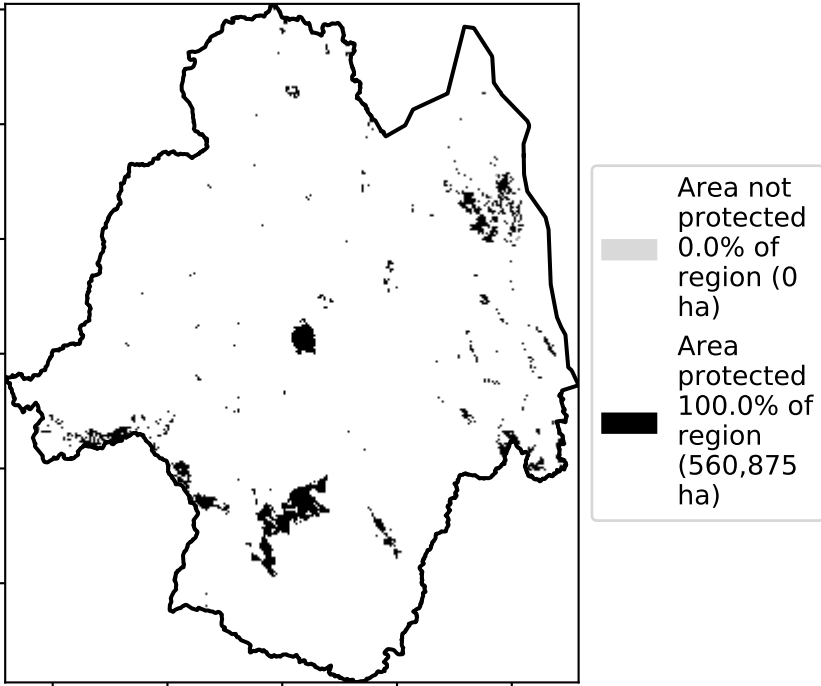 Area not
protected
0.0% of
region (0
ha)
Area
protected
100.0% of
region
(560,875
ha)